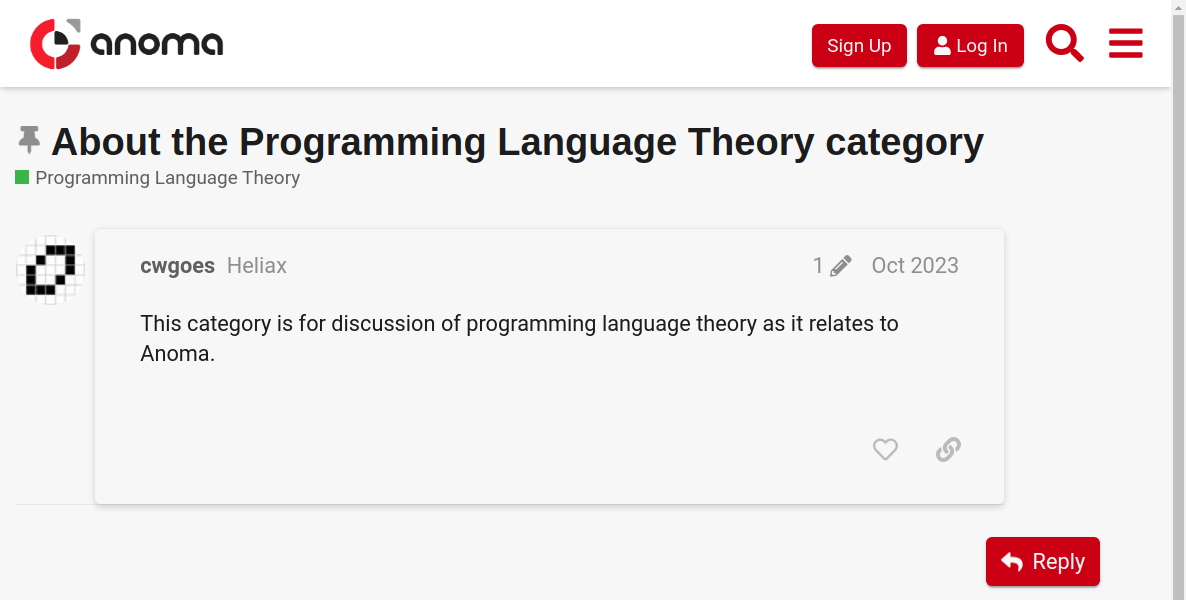 anoma
Sign Up
Log In
About the Programming Language Theory category
Programming Language Theory
cwgoes Heliax
1 Oct 2023
This category is for discussion of programming language theory as it relates to
Anoma.
Reply